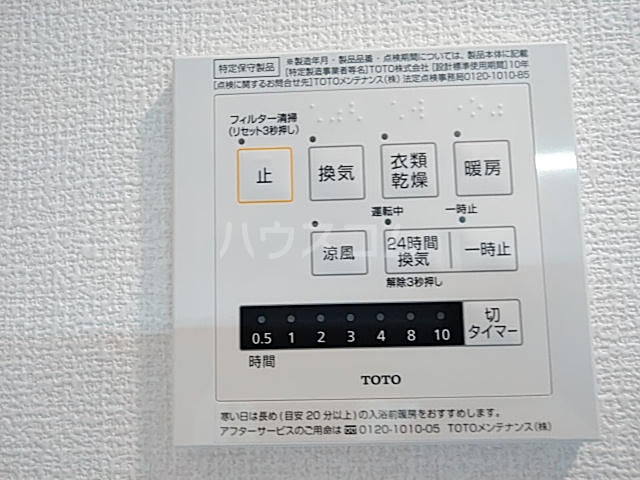 特定保守製品
※製造年月・製品品番・点検期間については、製品本体に記載
[特定製造事業者等名]TOTO株式会社 [設計標準使用期間]10年
[点検に関するお問合せ先]TOTOメンテナンス(株) 法定点検事務局0120-1010-85
フィルター清掃
(リセット3秒押し)
止
換気
衣類
乾燥
暖房
運転中
一時止
涼風
24時間
換気
一時止
解除3秒押し
ハウスコム
0.5 1 2 3 4 8 10
切
タイマー
時間
TOTO
寒い日は長め(目安20分以上)の入浴前暖房をおすすめします。
アフターサービスのご用命は 0120-1010-05 TOTOメンテナンス(株)